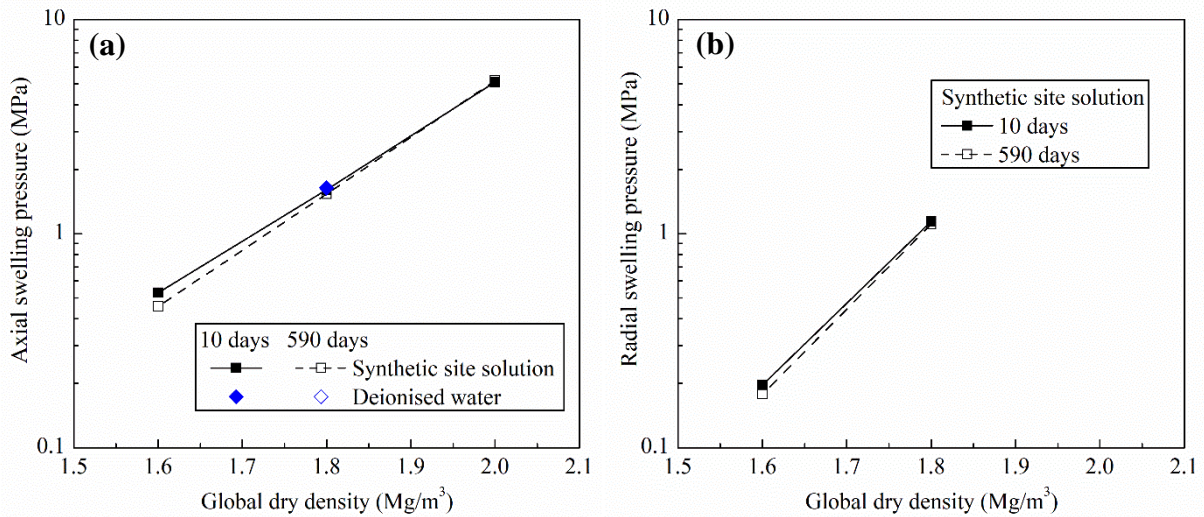 (a)
Axial swelling pressure (MPa)
10
1
0.1
10 days 590 days
Synthetic site solution
Deionised water
1.5 1.6 1.7 1.8 1.9 2.0 2.1
Global dry density (Mg/m³)
(b)
Radial swelling pressure (MPa)
10
1
0.1
Synthetic site solution
10 days
590 days
1.5 1.6 1.7 1.8 1.9 2.0 2.1
Global dry density (Mg/m³)